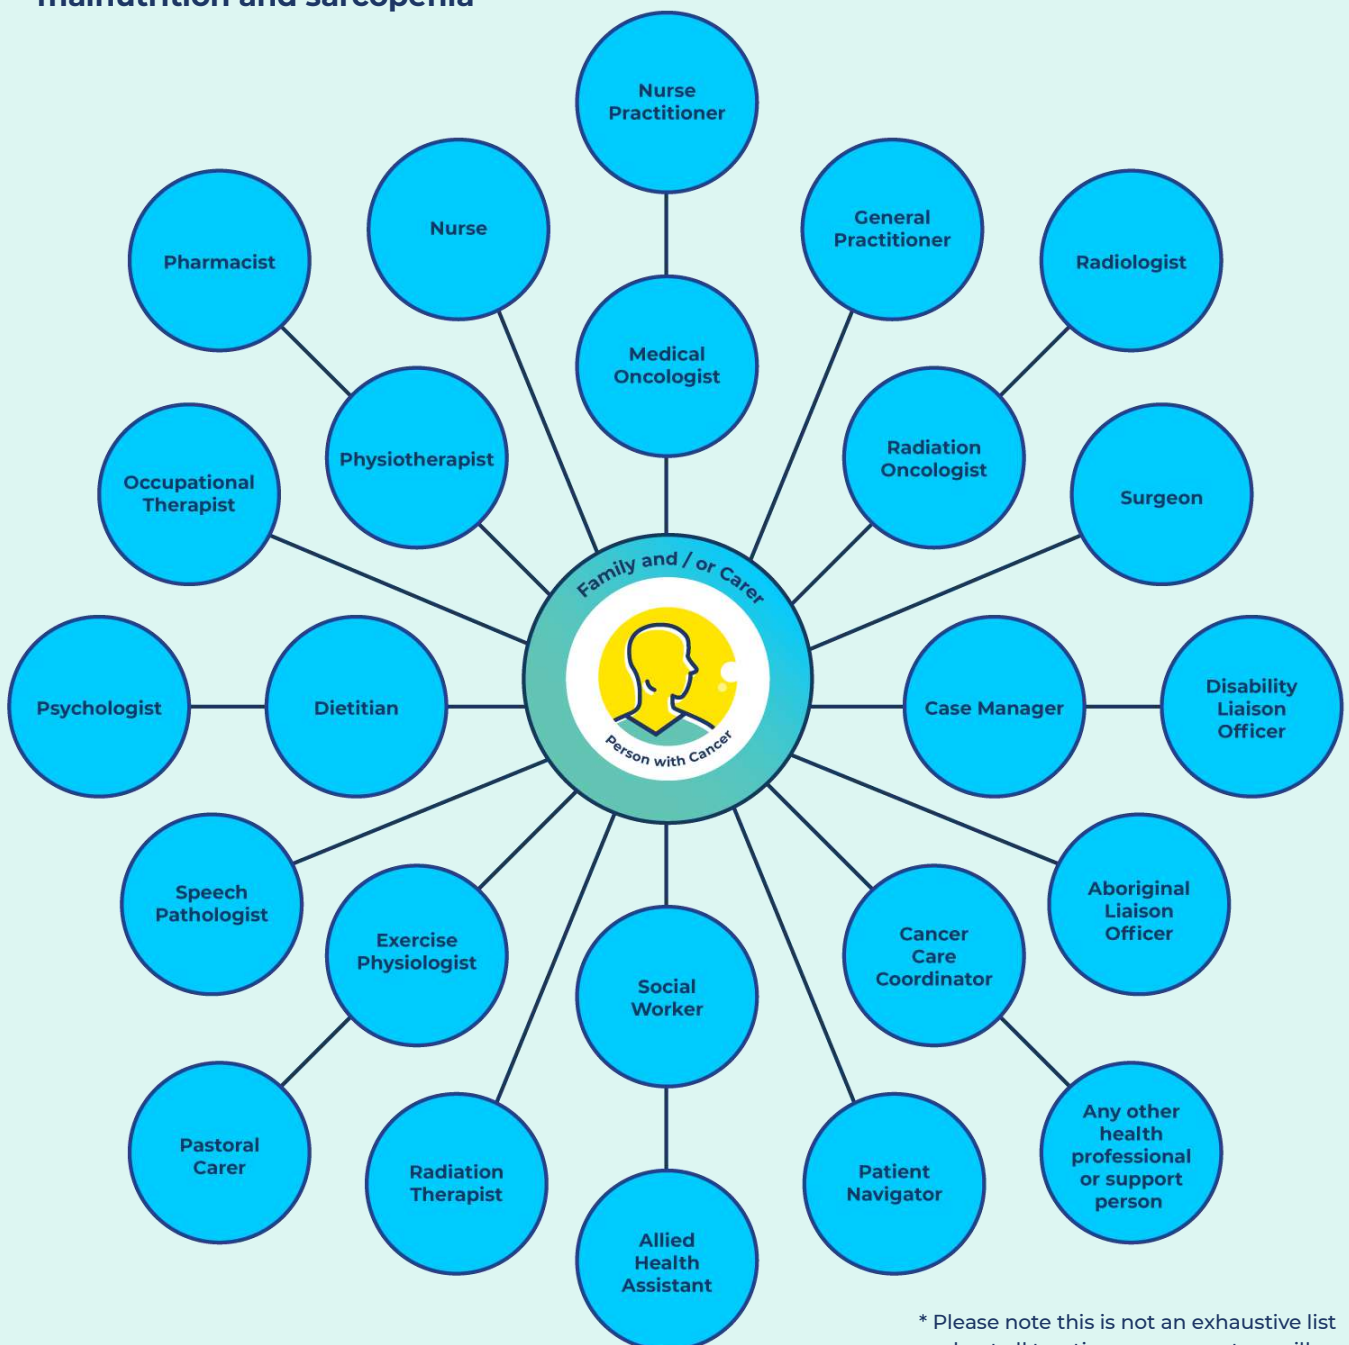 malnutrition and sarcopenia
Nurse
Practitioner
Nurse
General
Practitioner
Pharmacist
Radiologist
Medical
Oncologist
Physiotherapist
Radiation
Oncologist
Occupational
Therapist
Surgeon
Family and / or Carer
Person with Cancer
Psychologist
Dietitian
Case Manager
Disability
Liaison
Officer
Speech
Pathologist
Exercise
Physiologist
Social
Worker
Cancer
Care
Coordinator
Aboriginal
Liaison
Officer
Pastoral
Carer
Radiation
Therapist
Allied
Health
Assistant
Patient
Navigator
Any other
health
professional
or support
person
* Please note this is not an exhaustive list